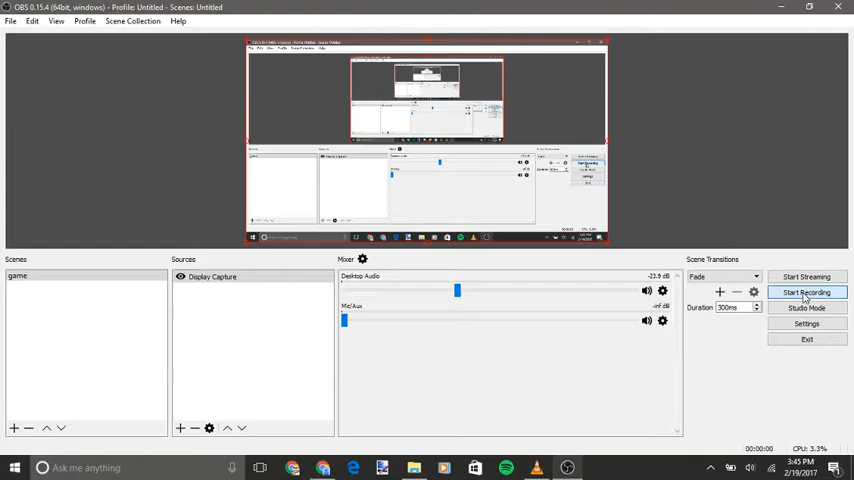 OBS 0.15.4 (64bit, windows) - Profile: Untitled - Scenes: Untitled
File Edit View Profile Scene Collection Help
Scenes
Sources
Mixer
Scene Transitions
game
Display Capture
Desktop Audio
-23.9 dB
Mic/Aux
-inf dB
Fade
Duration 300ms
Start Streaming
Start Recording
Studio Mode
Settings
Exit
00:00:00
CPU: 3.3%
Ask me anything
3:45 PM
2/19/2017